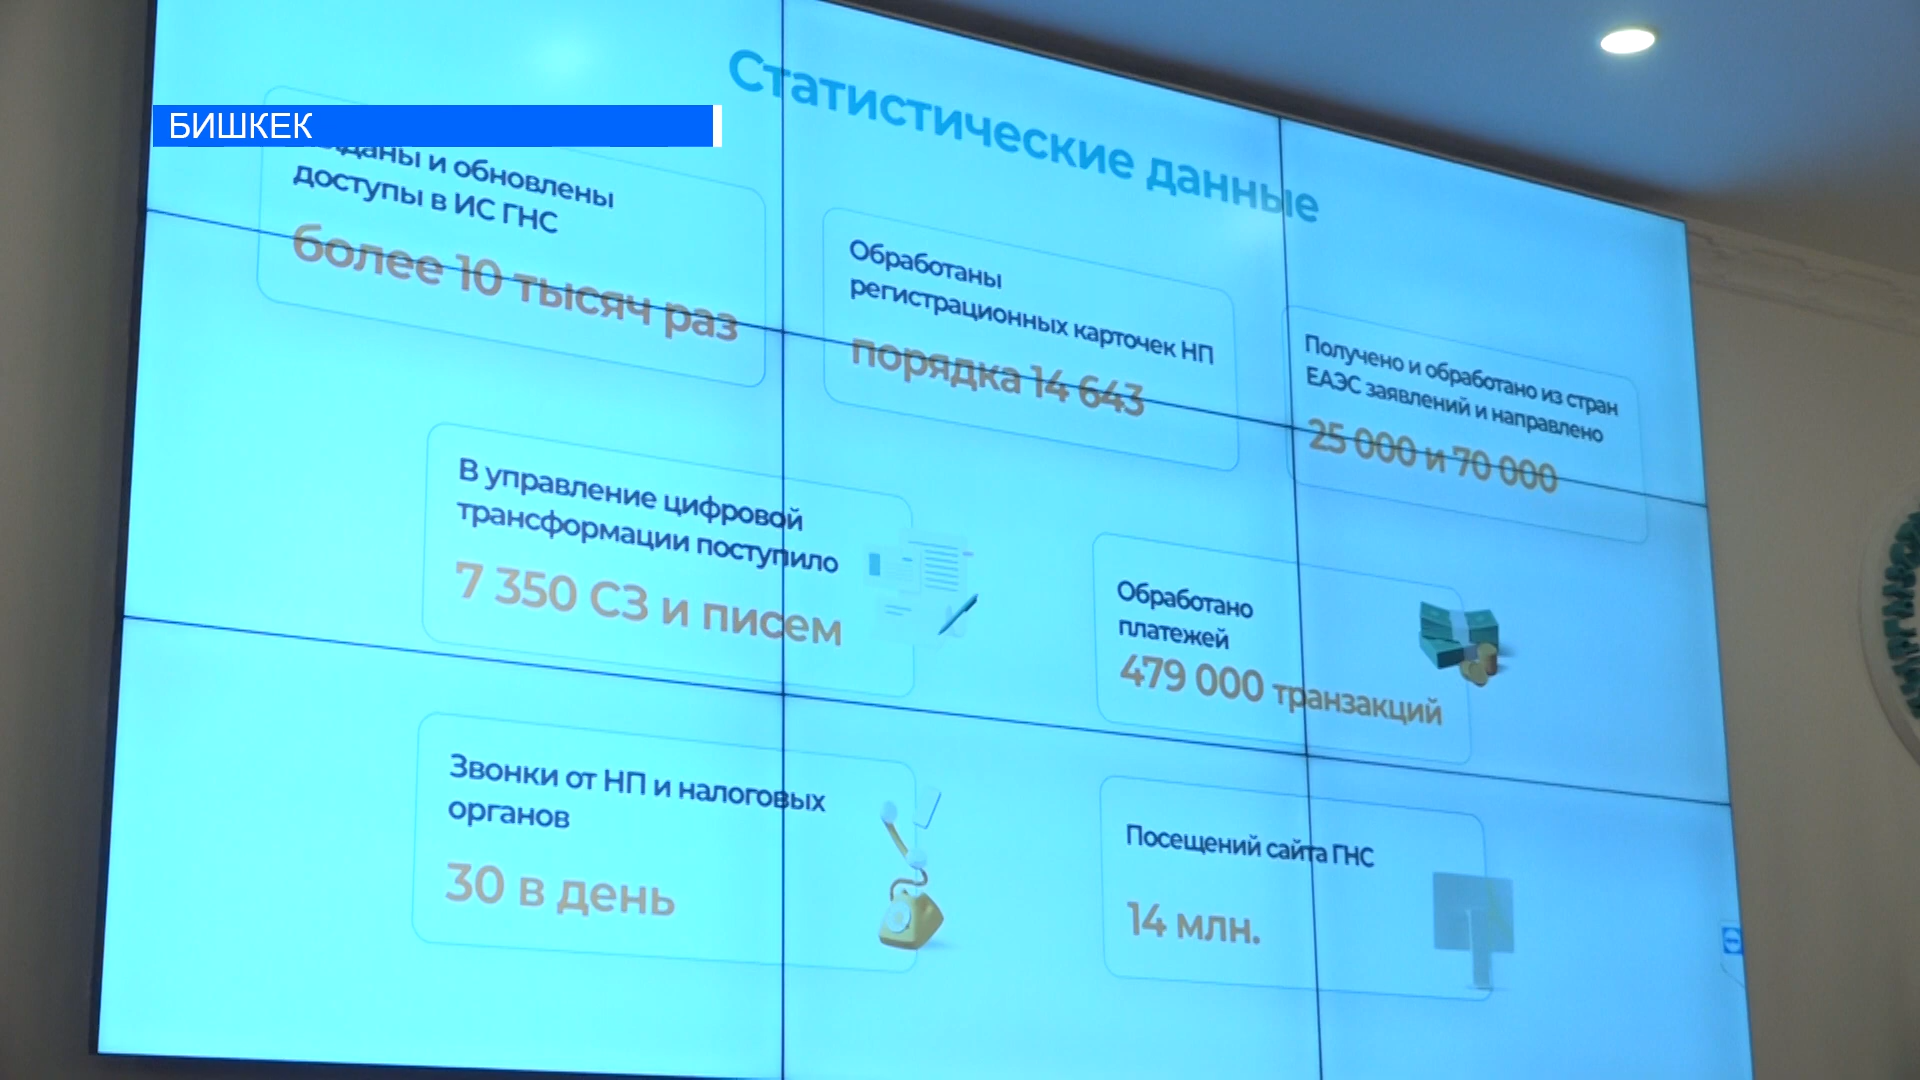 БИШКЕК
Статистические данные
и обновлены
доступы в ИС ГНС
более 10 тысяч раз
Обработаны
регистрационных карточек НП
порядка 14 643
Получено и обработано из стран
ЕАЭС заявлений и направлено
25 000 и 70 000
В управление цифровой
трансформации поступило
7 350 СЗ и писем
Обработано
платежей
479 000 транзакций
Звонки от НП и налоговых
органов
30 в день
Посещений сайта ГНС
14 млн.